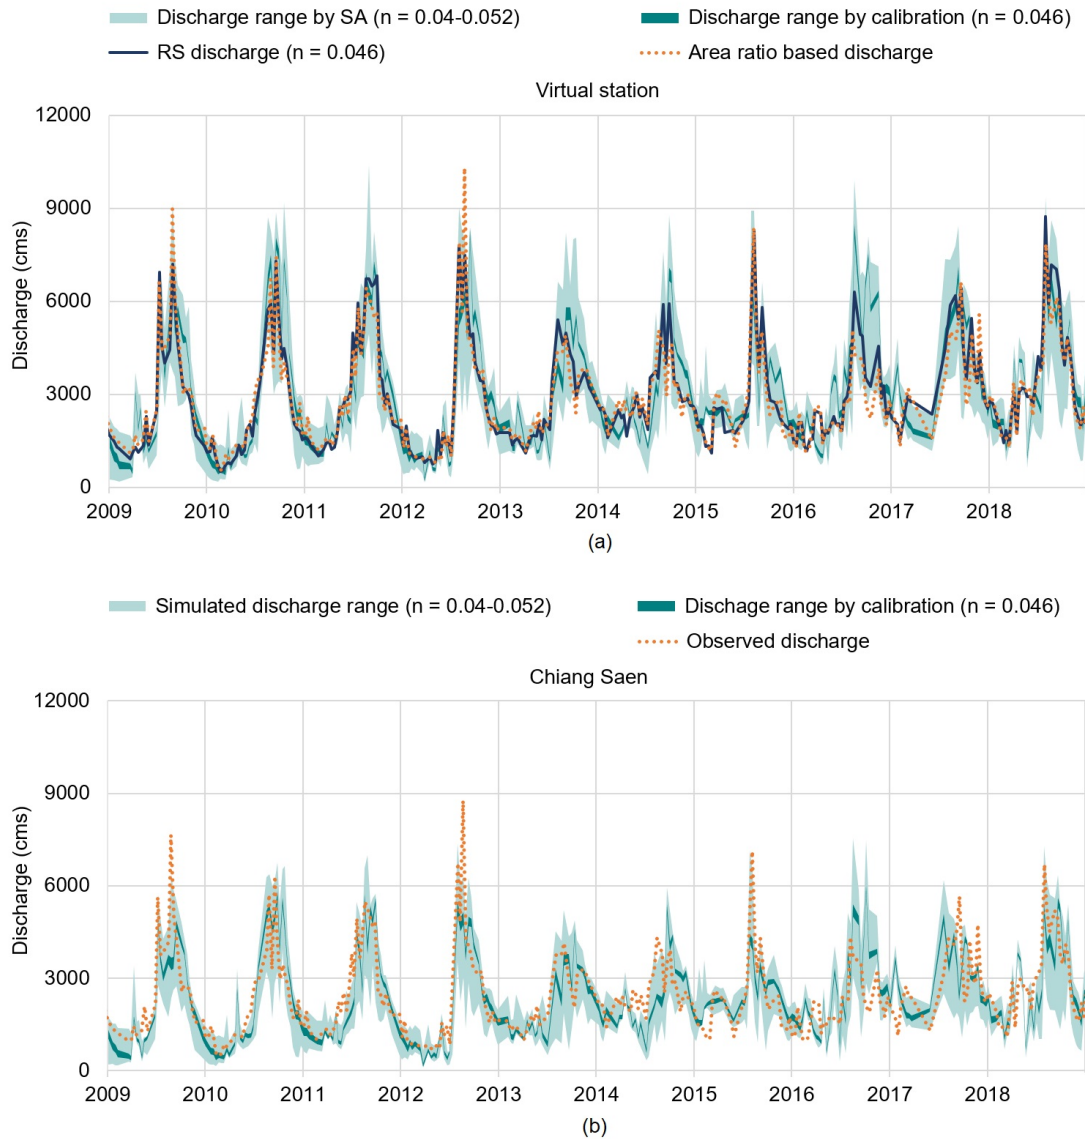 Discharge range by SA (n = 0.04-0.052) Discharge range by calibration (n = 0.046)
RS discharge (n = 0.046) Area ratio based discharge
Virtual station
12000
9000
6000
3000
0
Discharge (cms)
2009 2010 2011 2012 2013 2014 2015 2016 2017 2018
(a)
Simulated discharge range (n = 0.04-0.052) Dischage range by calibration (n = 0.046)
Observed discharge
Chiang Saen
12000
9000
6000
3000
0
Discharge (cms)
2009 2010 2011 2012 2013 2014 2015 2016 2017 2018
(b)